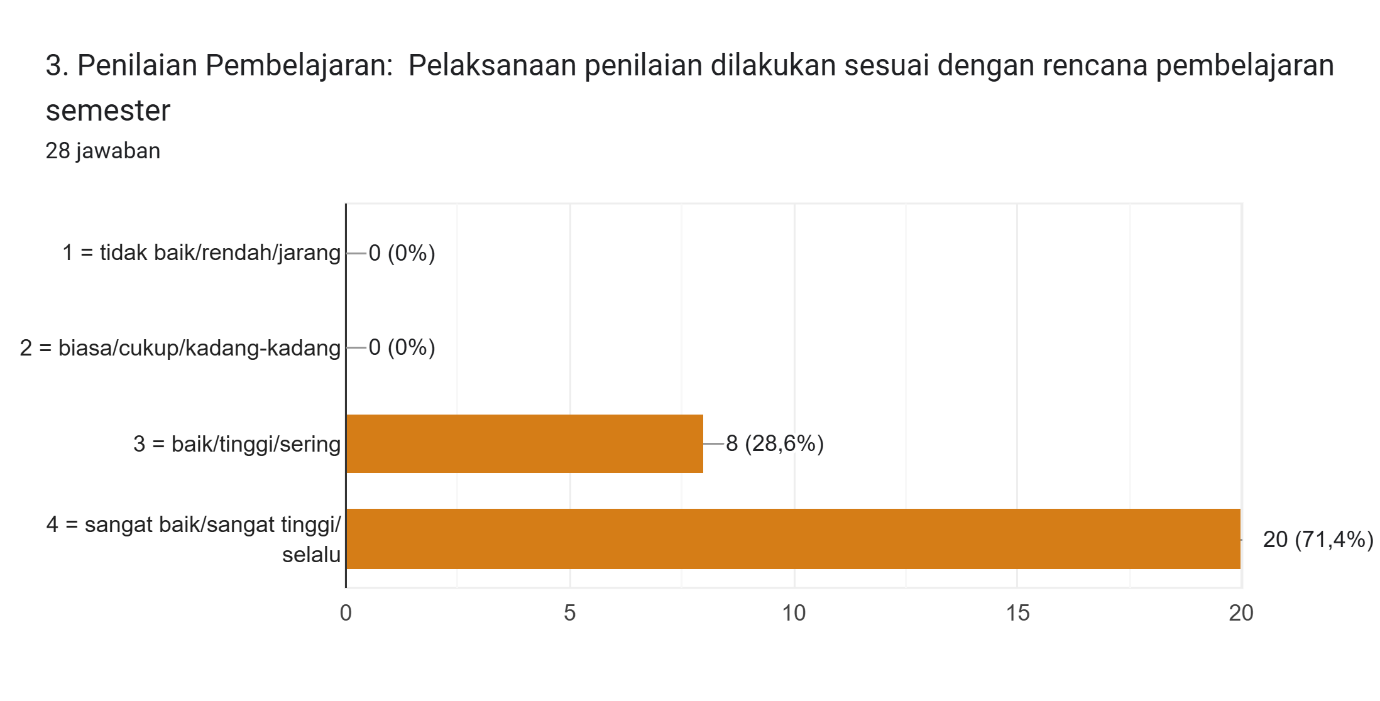 3. Penilaian Pembelajaran:  Pelaksanaan penilaian dilakukan sesuai dengan rencana pembelajaran
semester
28 jawaban
1 = tidak baik/rendah/jarang
0 (0%)
2 = biasa/cukup/kadang-kadang
0 (0%)
3 = baik/tinggi/sering
8 (28,6%)
4 = sangat baik/sangat tinggi/
selalu
20 (71,4%)
0 5 10 15 20